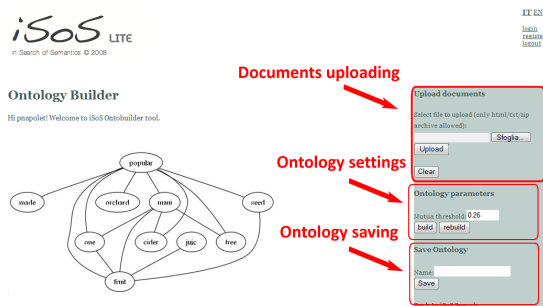 iSoS LITE
in Search of Semantics © 2008
IT EN
login
registe
logout
Documents uploading
Ontology Builder
Hi pnapolet! Welcome to iSoS Ontobuilder tool.
Upload documents
Select file to upload (only html/txt/zip
archive allowed):
Sfoglia...
Upload
Clear
Ontology settings
Ontology parameters
Mutua threshold: 0.26
build rebuild
Ontology saving
Save Ontology
Name:
Save
popular
made orchard mani need
one cider juic tree
fruit